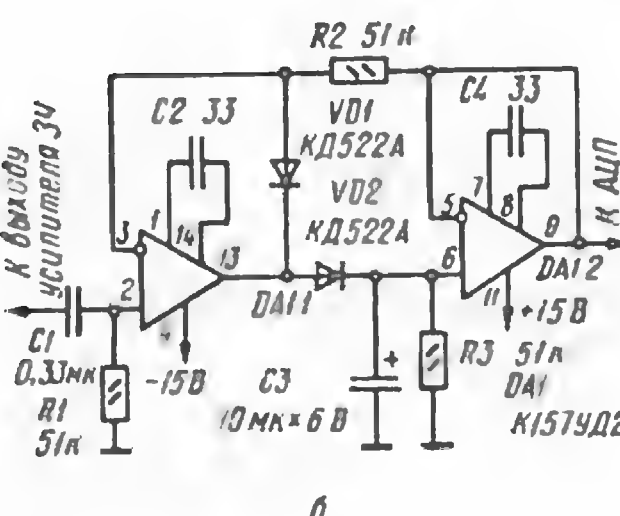 R2 51к
C2 33
C4 33
VD1
КД522А
VD2
КД522А
К выходу
усилителя ЗЧ
К АЦП
3
1
14
13
2
4
5
7
8
9
6
11
DA1.1
DA1.2
-15В
+15В
C1
0,33мк
R1
51к
C3
10мк×6В
R3 51к
DA1
К157УД2
б